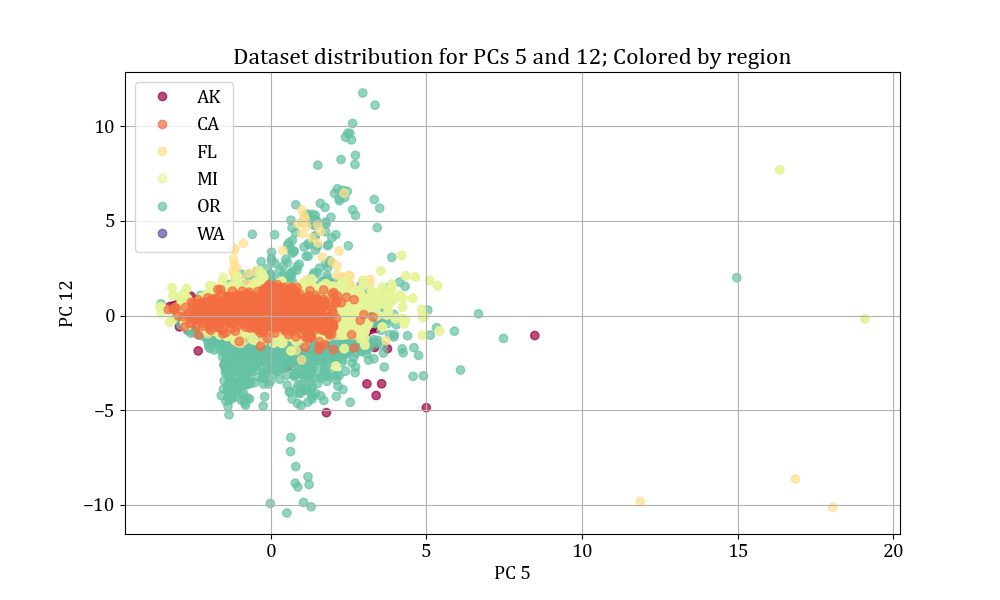 Dataset distribution for PCs 5 and 12; Colored by region
AK
CA
FL
MI
OR
WA
10
5
0
−5
−10
PC 12
0
5
10
15
20
PC 5